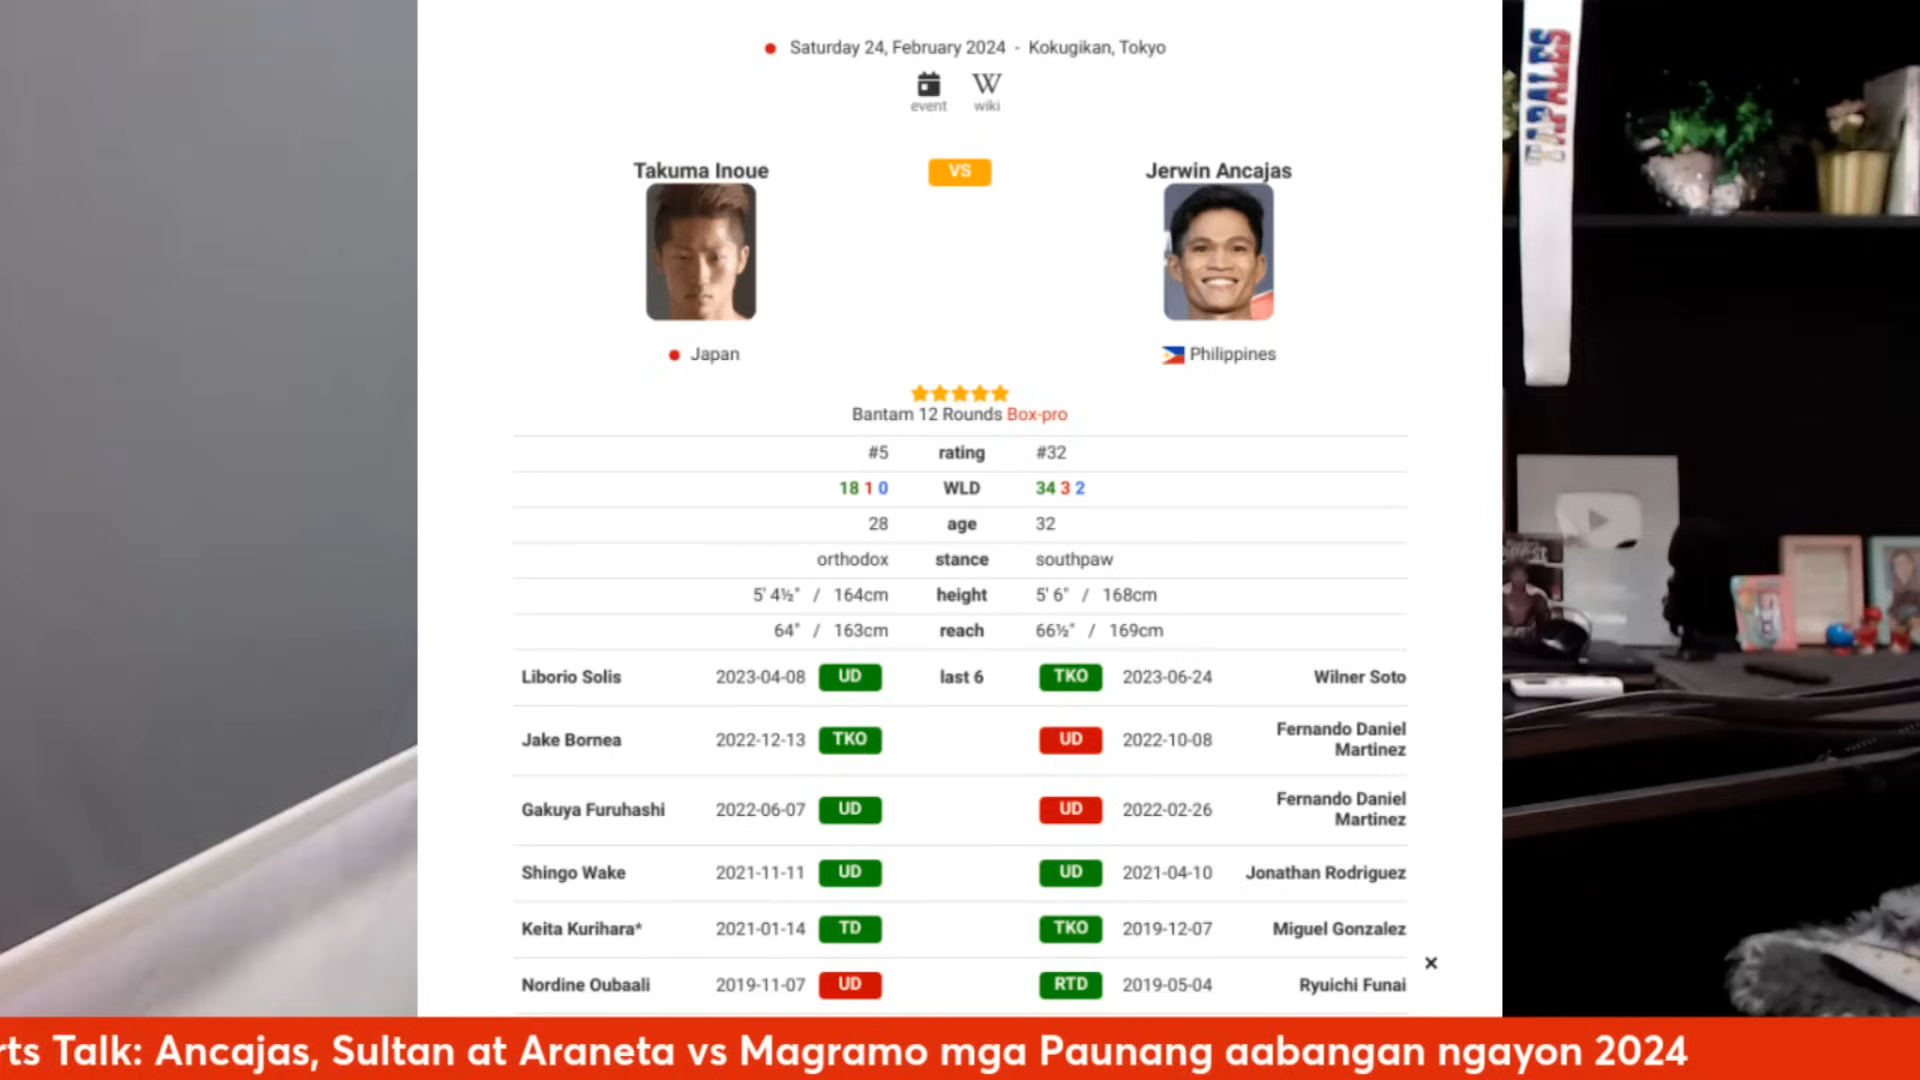 Saturday 24, February 2024 - Kokugikan, Tokyo
event wiki
Takuma Inoue VS Jerwin Ancajas
Japan Philippines
Bantam 12 Rounds Box-pro
#5 rating #32
18 1 0 WLD 34 3 2
28 age 32
orthodox stance southpaw
5' 4½" / 164cm height 5' 6" / 168cm
64" / 163cm reach 66½" / 169cm
Liborio Solis 2023-04-08 UD last 6 TKO 2023-06-24 Wilner Soto
Jake Bornea 2022-12-13 TKO UD 2022-10-08 Fernando Daniel
Martinez
Gakuya Furuhashi 2022-06-07 UD UD 2022-02-26 Fernando Daniel
Martinez
Shingo Wake 2021-11-11 UD UD 2021-04-10 Jonathan Rodriguez
Keita Kurihara* 2021-01-14 TD TKO 2019-12-07 Miguel Gonzalez
Nordine Oubaali 2019-11-07 UD RTD 2019-05-04 Ryuichi Funai
rts Talk: Ancajas, Sultan at Araneta vs Magramo mga Paunang aabangan ngayon 2024